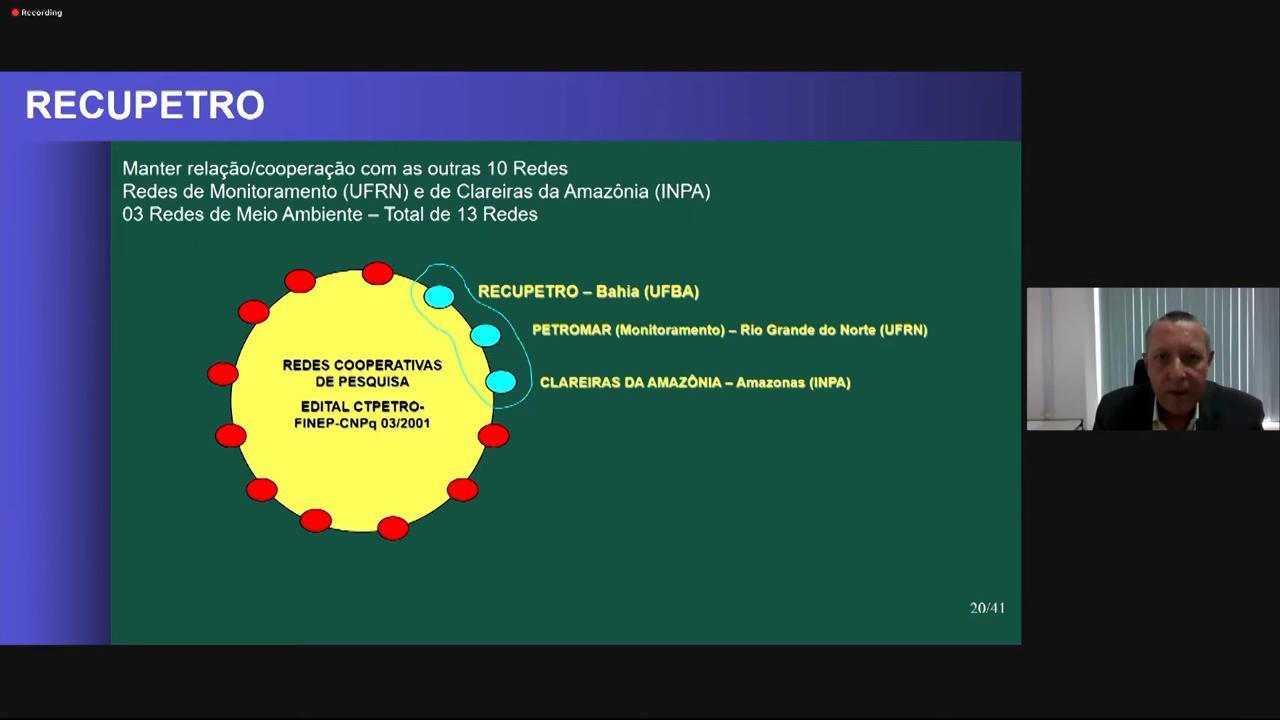 Recording
RECUPETRO
Manter relação/cooperação com as outras 10 Redes
Redes de Monitoramento (UFRN) e de Clareiras da Amazônia (INPA)
03 Redes de Meio Ambiente – Total de 13 Redes
RECUPETRO – Bahia (UFBA)
PETROMAR (Monitoramento) – Rio Grande do Norte (UFRN)
CLAREIRAS DA AMAZÔNIA – Amazonas (INPA)
REDES COOPERATIVAS
DE PESQUISA
EDITAL CTPETRO-
FINEP-CNPq 03/2001
20/41